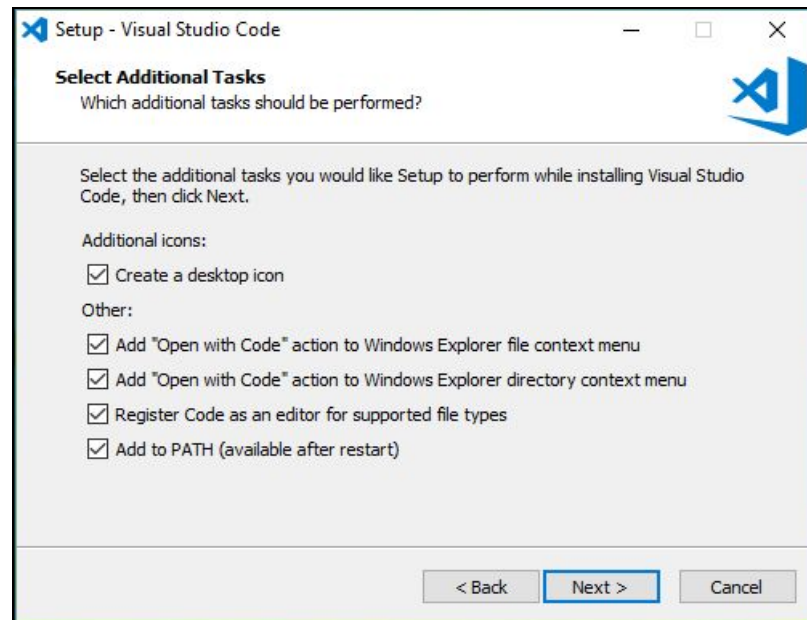 Setup - Visual Studio Code
Select Additional Tasks
Which additional tasks should be performed?
Select the additional tasks you would like Setup to perform while installing Visual Studio
Code, then click Next.
Additional icons:
Create a desktop icon
Other:
Add "Open with Code" action to Windows Explorer file context menu
Add "Open with Code" action to Windows Explorer directory context menu
Register Code as an editor for supported file types
Add to PATH (available after restart)
< Back Next > Cancel